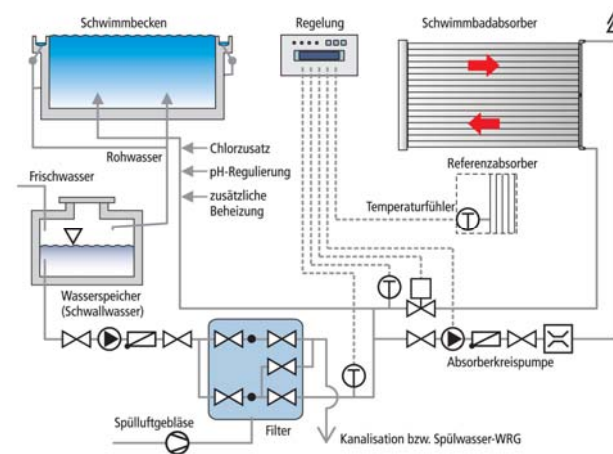 Schwimmbecken
Regelung
Schwimmbadabsorber
Rohwasser
Chlorzusatz
pH-Regulierung
zusätzliche
Beheizung
Frischwasser
Referenzabsorber
Temperaturfühler
T
T
T
Wasserspeicher
(Schwallwasser)
Absorberkreispumpe
Spülluftgebläse
Filter
Kanalisation bzw. Spülwasser-WRG